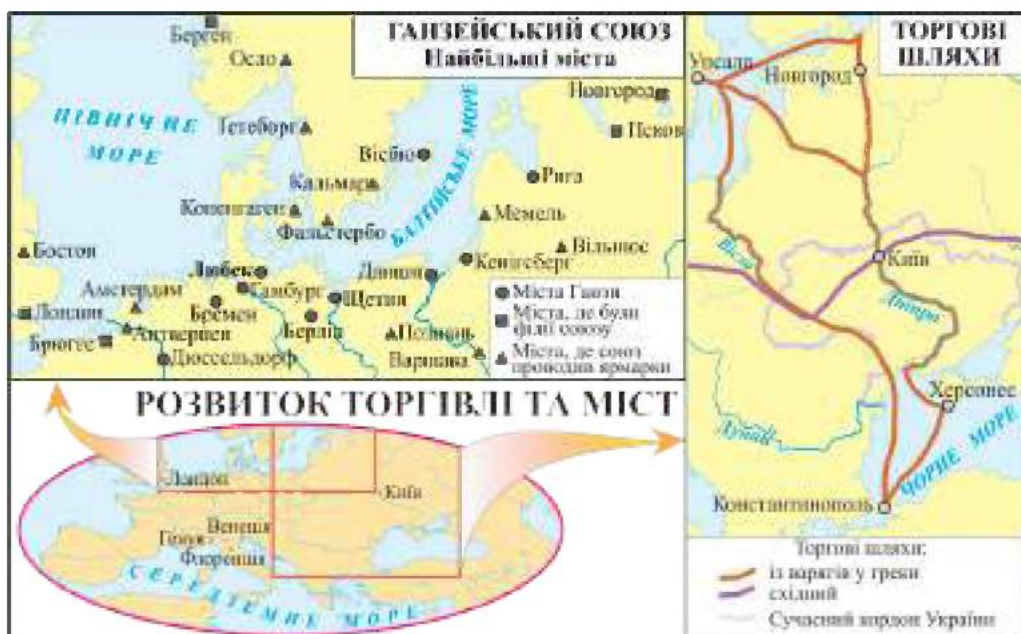 ГАНЗЕЙСЬКИЙ СОЮЗ
Найбільші міста
Берген
Осло
Новгород
Псков
ПІВНІЧНЕ
МОРЕ
Гетеборг
Вісбю
Рига
Кальмар
Копенгаген
Мемель
Фальстербо
БАЛТІЙСЬКЕ МОРЕ
Бостон
Вільнюс
Любек
Кенігсберг
Амстердам
Гамбург
Щетин
Лондон
Бремен
Антверпен
Берлін
Познань
Брюгес
Варшава
Дюссельдорф
Міста Ганзи
Міста, де були
філії союзу
Міста, де союз
проводив ярмарки
РОЗВИТОК ТОРГІВЛІ ТА МІСТ
Лондон
Київ
Венеція
Генуя
Флоренція
СЕРЕДЗЕМНЕ МОРЕ
ТОРГОВІ
ШЛЯХИ
Упсала
Новгород
Вісла
Київ
Дніпро
Херсонес
Дунай
ЧОРНЕ МОРЕ
Константинополь
Торгові шляхи:
із варягів у греки
східний
Сучасний кордон України